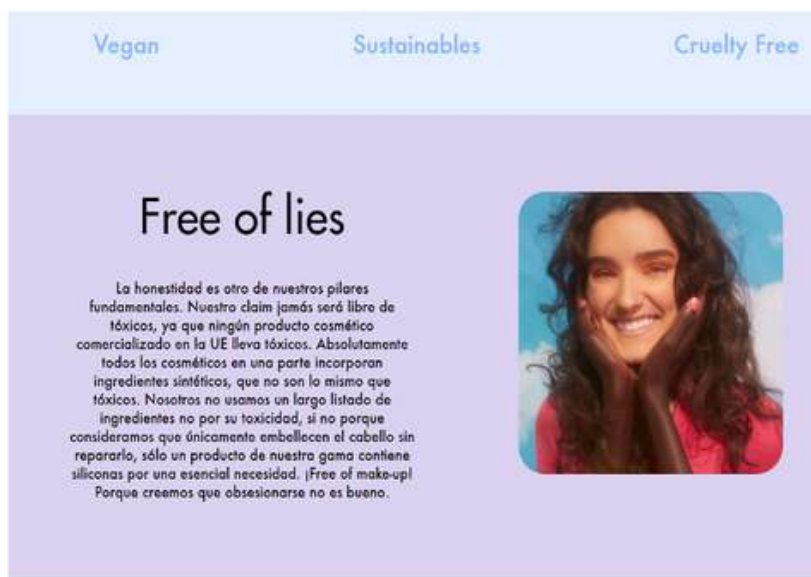 Vegan Sustainables Cruelty Free
Free of lies
La honestidad es otro de nuestros pilares
fundamentales. Nuestro claim jamás será libre de
tóxicos, ya que ningún producto cosmético
comercializado en la UE lleva tóxicos. Absolutamente
todos los cosméticos en una parte incorporan
ingredientes sintéticos, que no son lo mismo que
tóxicos. Nosotros no usamos un largo listado de
ingredientes no por su toxicidad, si no porque
consideramos que únicamente embellecen el cabello sin
repararlo, sólo un producto de nuestra gama contiene
siliconas por una esencial necesidad. ¡Free of make-up!
Porque creemos que obsesionarse no es bueno.